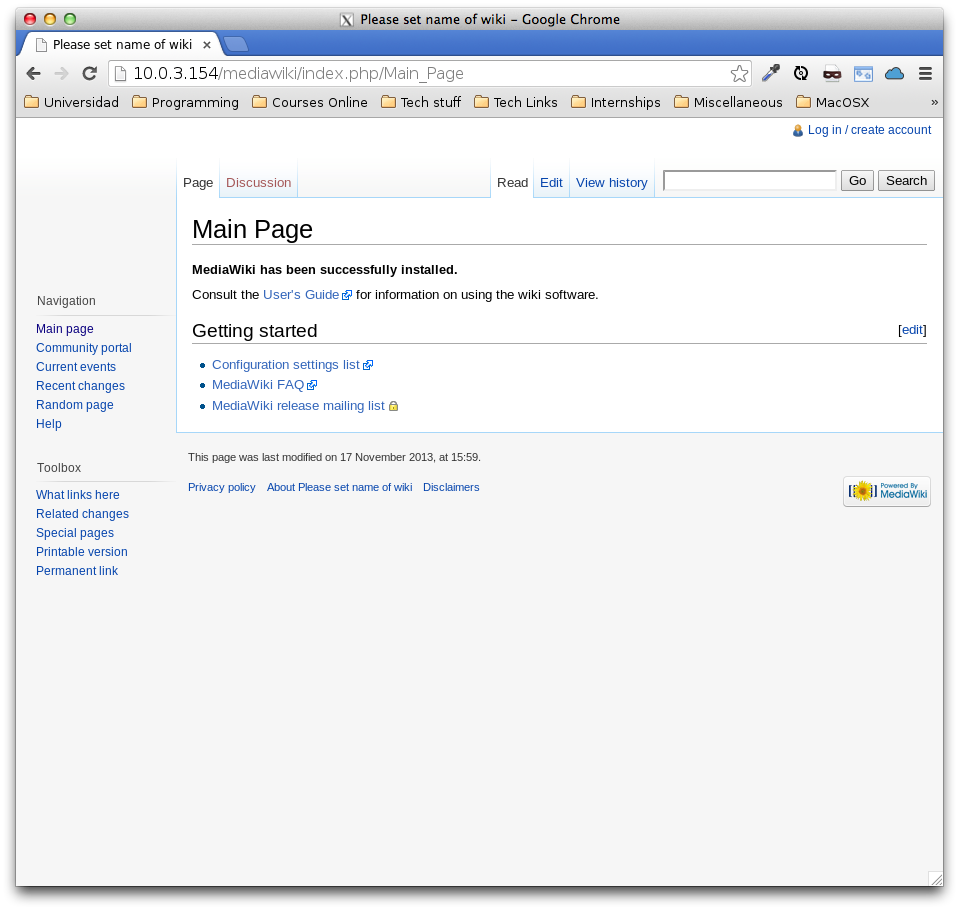 Please set name of wiki - Google Chrome
Please set name of wiki
10.0.3.154/mediawiki/index.php/Main_Page
Universidad Programming Courses Online Tech stuff Tech Links Internships Miscellaneous MacOSX »
Log in / create account
Page Discussion Read Edit View history Go Search
Main Page
MediaWiki has been successfully installed.
Consult the User's Guide for information on using the wiki software.
Getting started [edit]
Configuration settings list
MediaWiki FAQ
MediaWiki release mailing list
Navigation
Main page
Community portal
Current events
Recent changes
Random page
Help
Toolbox
What links here
Related changes
Special pages
Printable version
Permanent link
This page was last modified on 17 November 2013, at 15:59.
Privacy policy About Please set name of wiki Disclaimers
Powered By
MediaWiki